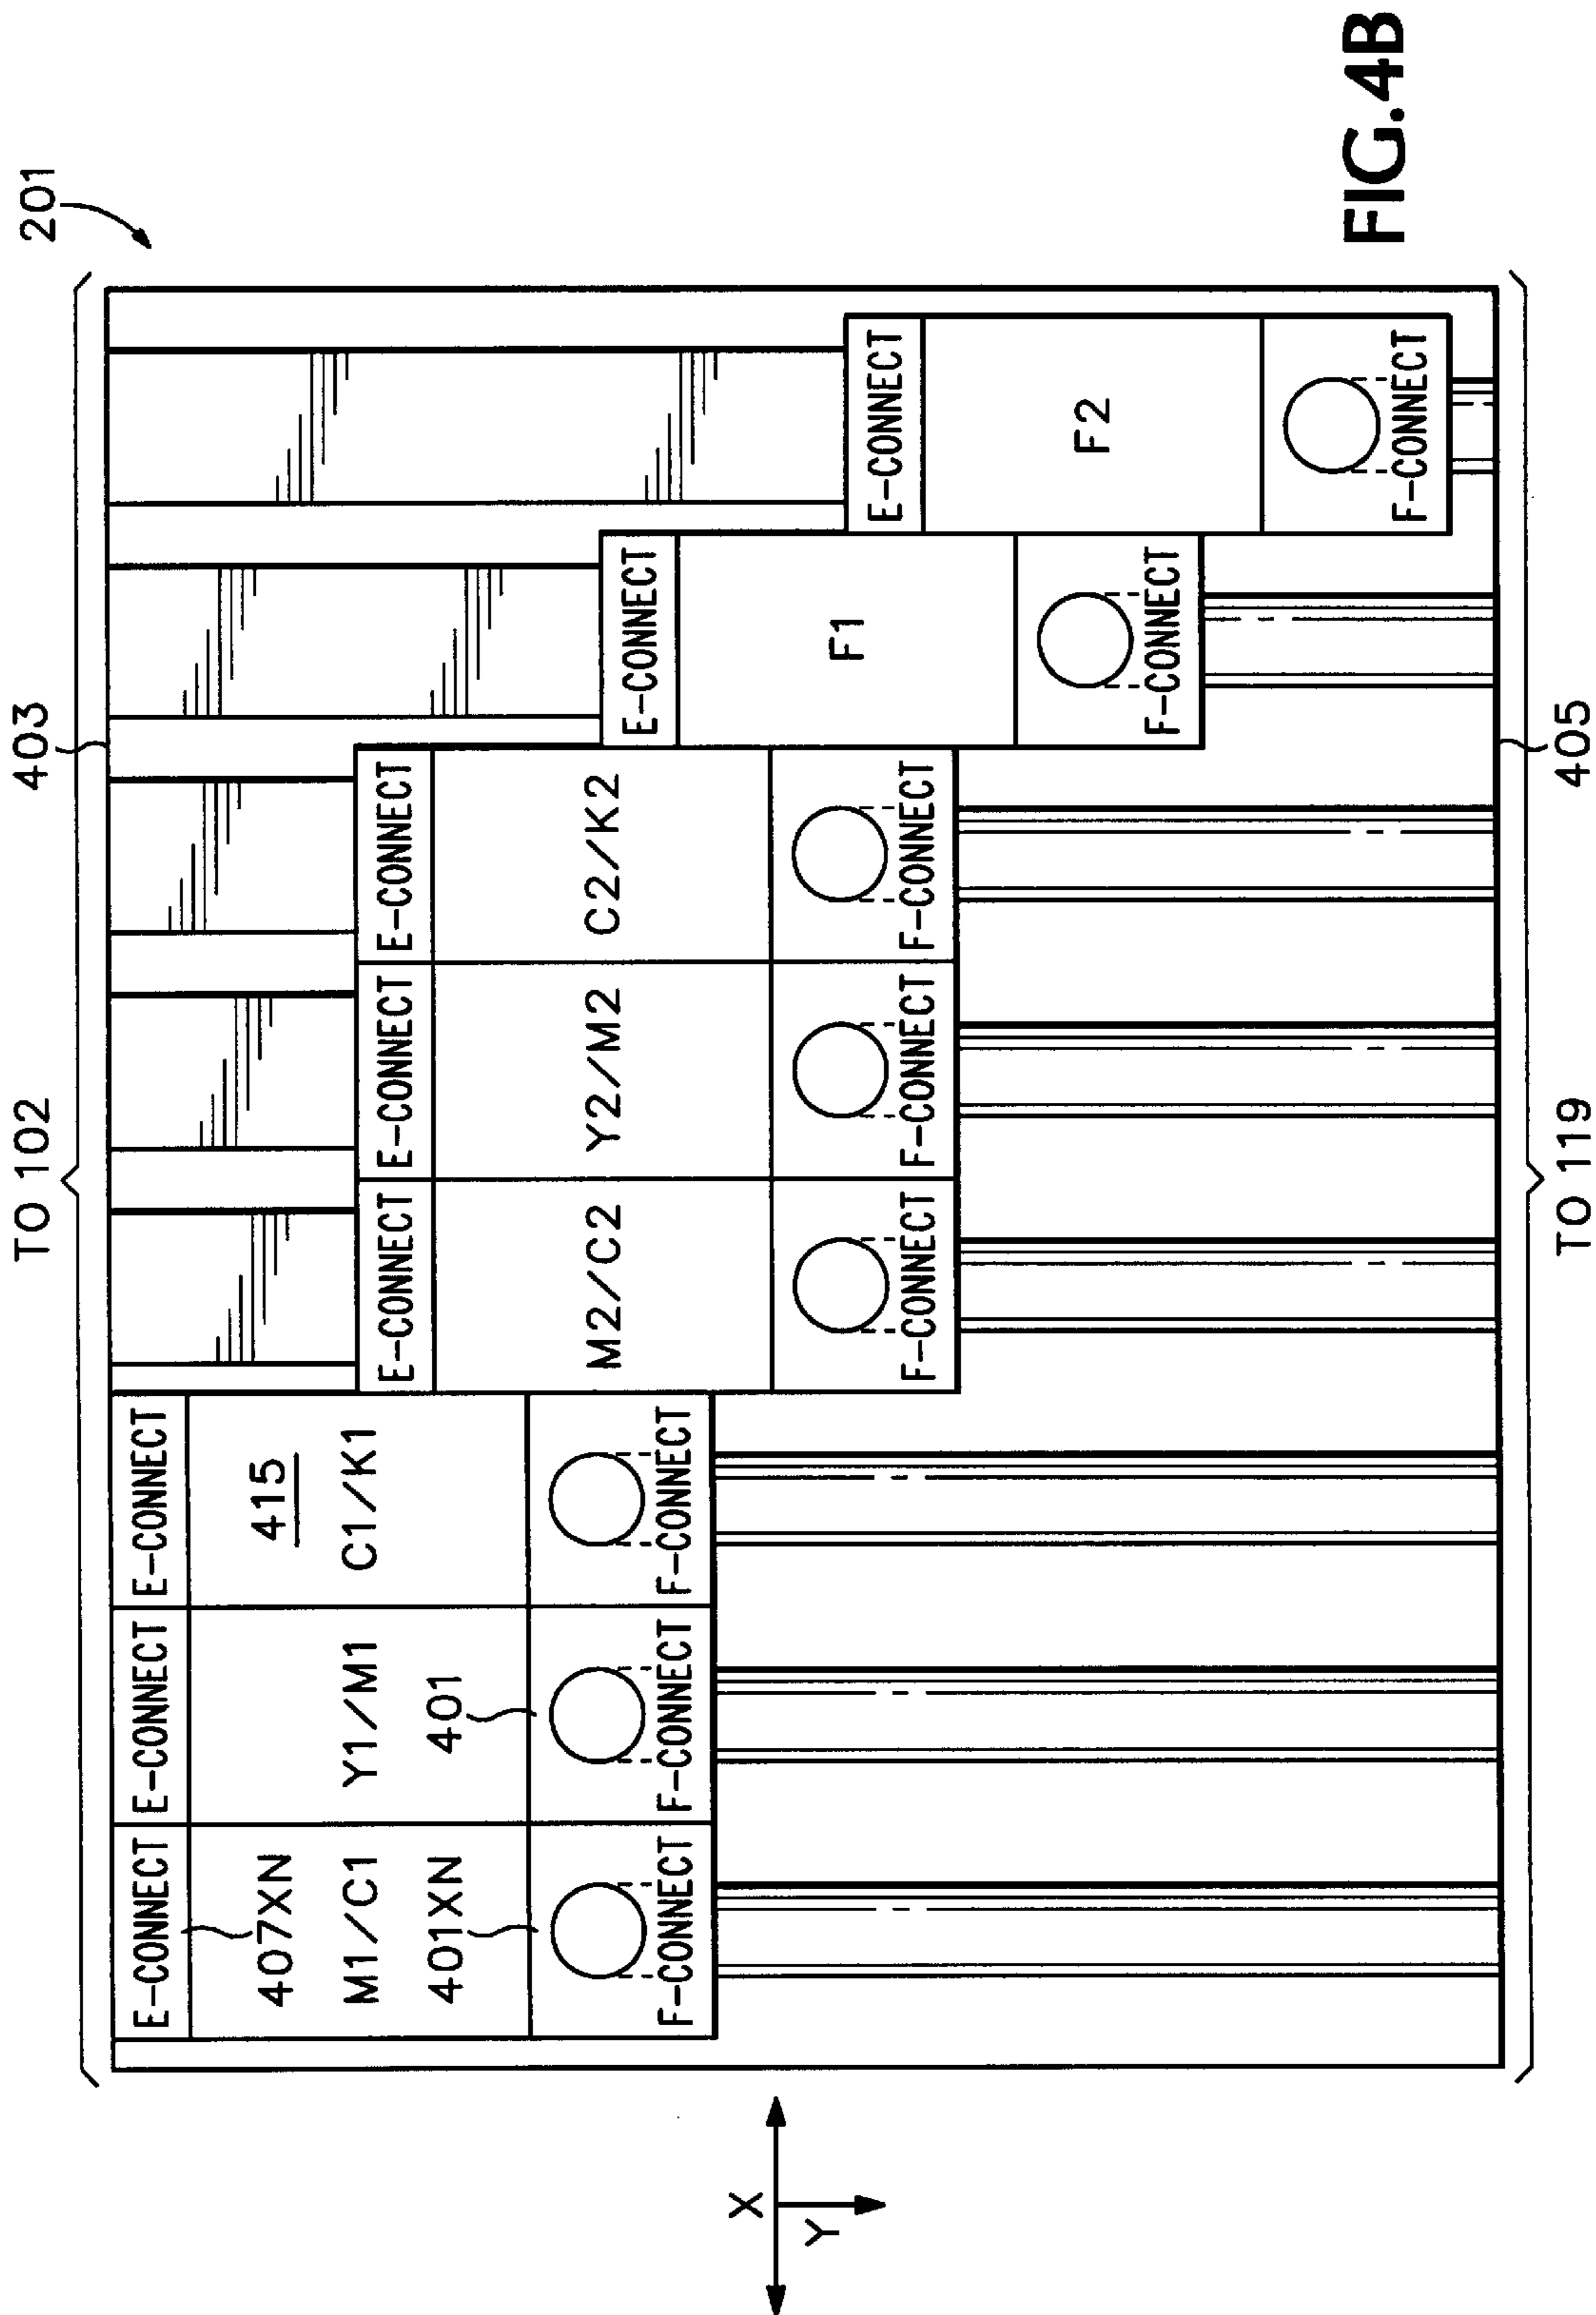 TO 102
403
201
E-CONNECT
E-CONNECT
E-CONNECT
407XN
415
M1/C1
Y1/M1
C1/K1
401XN
401
F-CONNECT
F-CONNECT
F-CONNECT
E-CONNECT
E-CONNECT
E-CONNECT
M2/C2
Y2/M2
C2/K2
F-CONNECT
F-CONNECT
F-CONNECT
E-CONNECT
F1
F-CONNECT
E-CONNECT
F2
F-CONNECT
X
Y
TO 119
405
FIG.4B